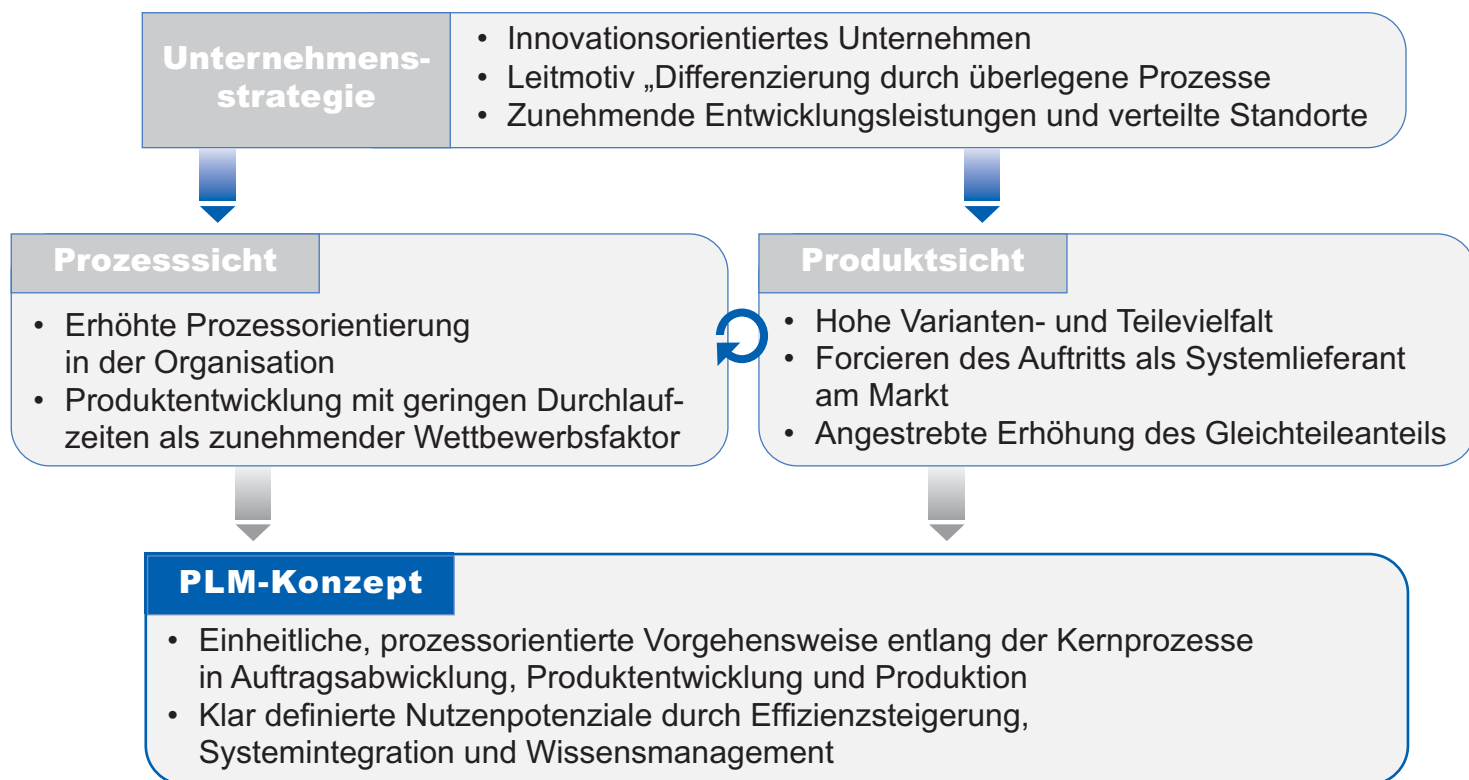 Unternehmens-
strategie
• Innovationsorientiertes Unternehmen
• Leitmotiv „Differenzierung durch überlegene Prozesse
• Zunehmende Entwicklungsleistungen und verteilte Standorte
Prozesssicht
• Erhöhte Prozessorientierung
in der Organisation
• Produktentwicklung mit geringen Durchlauf-
zeiten als zunehmender Wettbewerbsfaktor
Produktsicht
• Hohe Varianten- und Teilevielfalt
• Forcieren des Auftritts als Systemlieferant
am Markt
• Angestrebte Erhöhung des Gleichteileanteils
PLM-Konzept
• Einheitliche, prozessorientierte Vorgehensweise entlang der Kernprozesse
in Auftragsabwicklung, Produktentwicklung und Produktion
• Klar definierte Nutzenpotenziale durch Effizienzsteigerung,
Systemintegration und Wissensmanagement